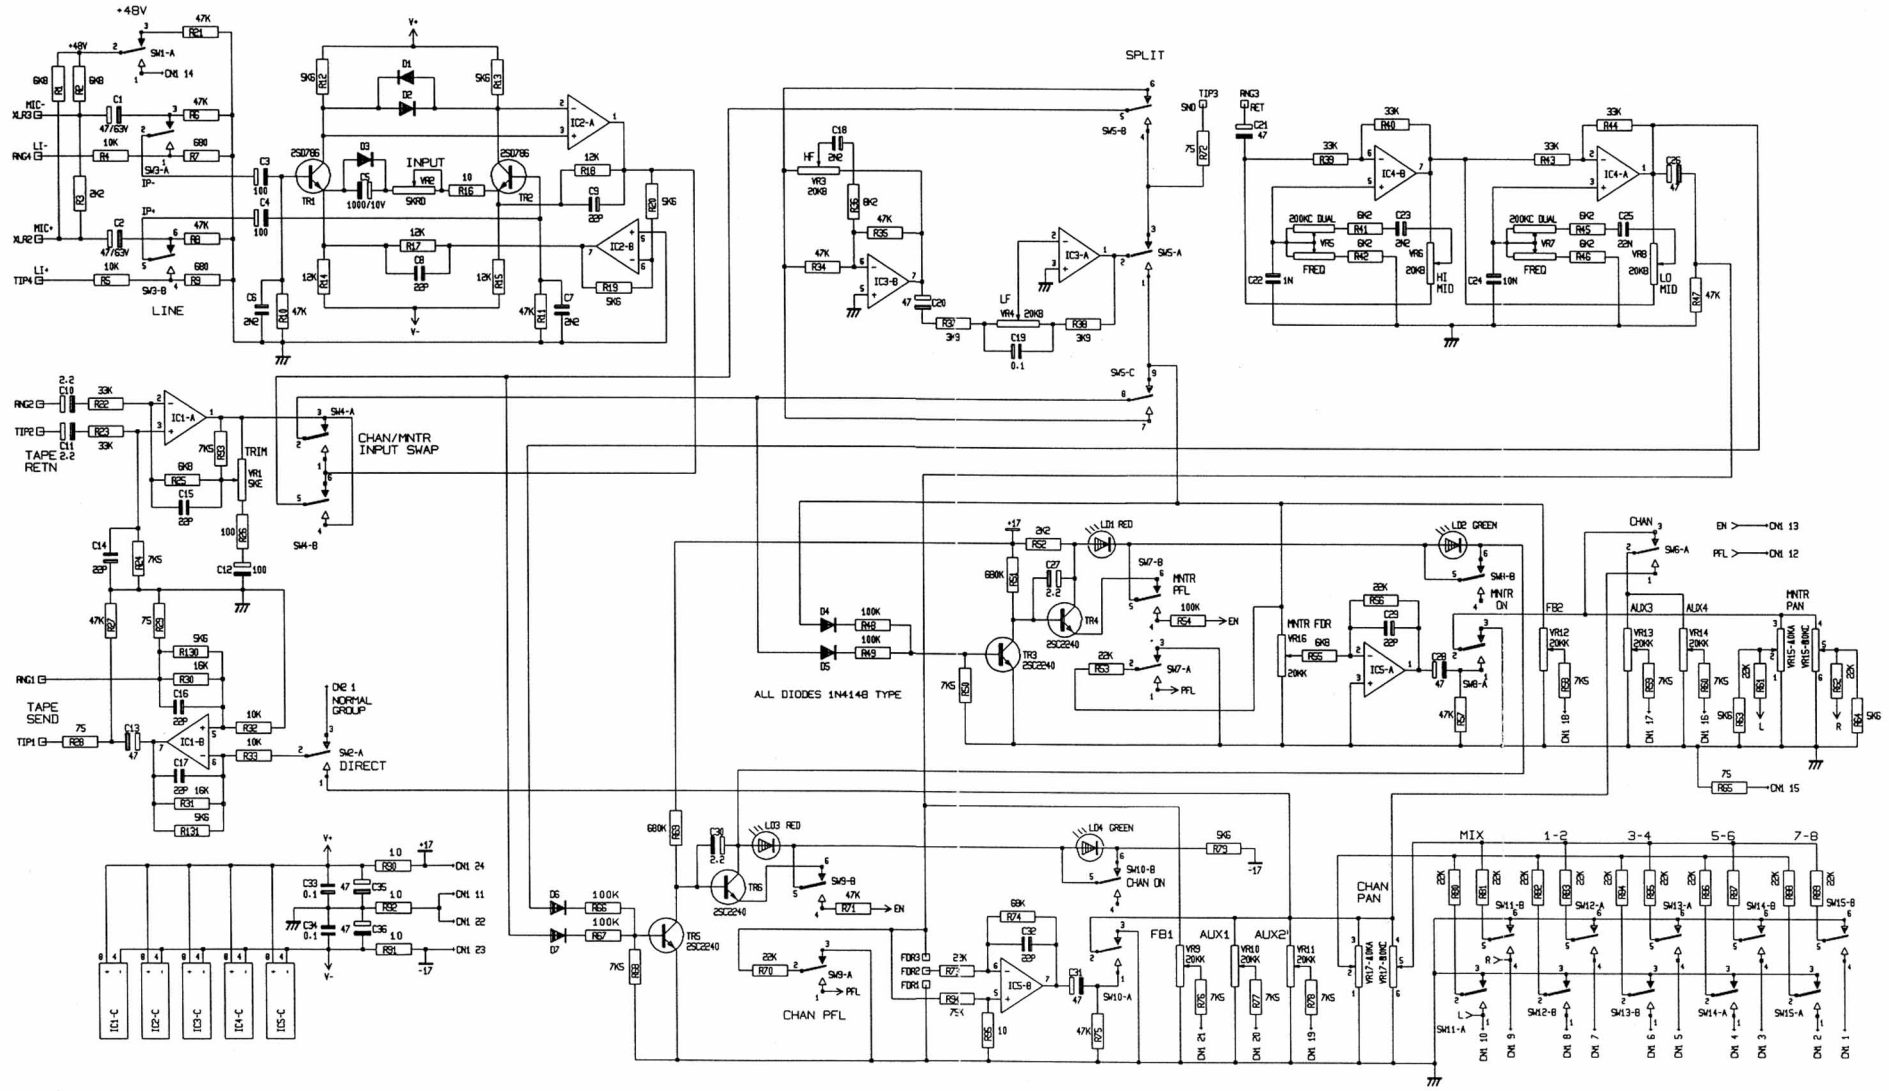 +48V
47K
R21
+48V
SW1-A
CN1 14
6K8
R1
6K8
R2
MIC-
XLR3
C1
47/63V
47K
R6
LI-
RNG4
10K
R4
680
R7
SW3-A
IP-
R3
2K2
C3
100
C4
100
IP+
MIC+
XLR2
C2
47/63V
47K
R8
LI+
TIP4
10K
R5
680
R9
SW3-B
LINE
C6
2N2
R10
47K
V+
5K6
R12
D1
D2
5K6
R13
IC2-A
2SD786
TR1
D3
C5
1000/10V
INPUT
VR2
5KRD
10
R16
2SD786
TR2
12K
R18
C9
22P
R20
5K6
12K
R17
C8
22P
IC2-B
R19
5K6
12K
R14
12K
R15
V-
47K
R11
C7
2N2
SPLIT
SW5-B
TIP3
SND
75
R72
RNG3
RET
C21
47
C18
2N2
HF
VR3
20KB
R36
8K2
47K
R35
47K
R34
IC3-B
47
C20
R37
3K9
LF
VR4
20KB
C19
0.1
R38
3K9
IC3-A
SW5-A
SW5-C
33K
R40
33K
R39
IC4-B
200KC DUAL
VR5
FREQ
6K2
R41
C23
2N2
6K2
R42
VR6
20KB
HI
MID
C22
1N
33K
R44
33K
R43
IC4-A
C26
47
200KC DUAL
VR7
FREQ
6K2
R45
C25
22N
6K2
R46
VR8
20KB
LO
MID
C24
10N
R47
47K
2.2
C10
33K
R22
RNG2
TIP2
C11
2.2
R23
33K
TAPE
RETN
IC1-A
7K5
R93
TRIM
VR1
5KE
6K8
R25
C15
22P
100
R26
C12
100
SW4-A
CHAN/MNTR
INPUT SWAP
SW4-B
C14
22P
R24
7K5
47K
R27
75
R29
5K6
R130
16K
R30
RNG1
C16
22P
TAPE
SEND
TIP1
75
R28
C13
47
IC1-B
10K
R32
10K
R33
C17
22P
16K
R31
5K6
R131
CN2 1
NORMAL
GROUP
SW2-A
DIRECT
V+
10
R90
+17
CN1 24
C33
0.1
47
C35
10
R92
CN1 11
CN1 22
C34
0.1
47
C36
10
R91
-17
CN1 23
V-
IC1-C
IC2-C
IC3-C
IC4-C
IC5-C
+17
2K2
R52
LD1 RED
680K
R51
C27
2.2
TR4
2SC2240
SW7-B
MNTR
PFL
100K
R54
EN
D4
100K
R48
D5
100K
R49
TR3
2SC2240
7K5
R50
22K
R53
SW7-A
PFL
ALL DIODES 1N4148 TYPE
MNTR FDR
VR16
20KK
6K8
R55
22K
R56
C29
22P
IC5-A
C28
47
47K
R57
SW8-A
LD2 GREEN
SW8-B
MNTR
ON
FB2
VR12
20KK
R58
7K5
CN1 18
CHAN
SW6-A
EN
CN1 13
PFL
CN1 12
AUX3
VR13
20KK
R59
7K5
CN1 17
AUX4
VR14
20KK
R60
7K5
CN1 16
MNTR
PAN
VR15-A
0KA
VR15-B
0KC
22K
R61
L
5K6
R63
R62
22K
R
R64
5K6
75
R65
CN1 15
680K
R69
C30
2.2
TR6
2SC2240
LD3 RED
SW9-B
47K
R71
EN
D6
100K
R66
D7
100K
R67
TR5
2SC2240
7K5
R68
22K
R70
SW9-A
PFL
CHAN PFL
LD4 GREEN
SW10-B
CHAN ON
5K6
R79
-17
FDR3
FDR2
FDR1
R73
R94
68K
R74
C32
22P
IC5-B
10
R95
C31
47
47K
R75
SW10-A
FB1
VR9
20KK
R76
7K5
CN1 21
AUX1
VR10
20KK
R77
7K5
CN1 20
AUX2
VR11
20KK
R78
7K5
CN1 19
CHAN
PAN
VR17-A
0KA
VR17-B
0KC
MIX
1-2
3-4
5-6
7-8
22K
R80
R81
22K
22K
R82
R83
22K
22K
R84
R85
22K
22K
R86
R87
22K
22K
R88
R89
22K
SW11-B
SW12-A
SW13-A
SW14-B
SW15-B
R
L
SW11-A
SW12-B
SW13-B
SW14-A
SW15-A
CN1 10
CN1 9
CN1 8
CN1 7
CN1 6
CN1 5
CN1 4
CN1 3
CN1 2
CN1 1